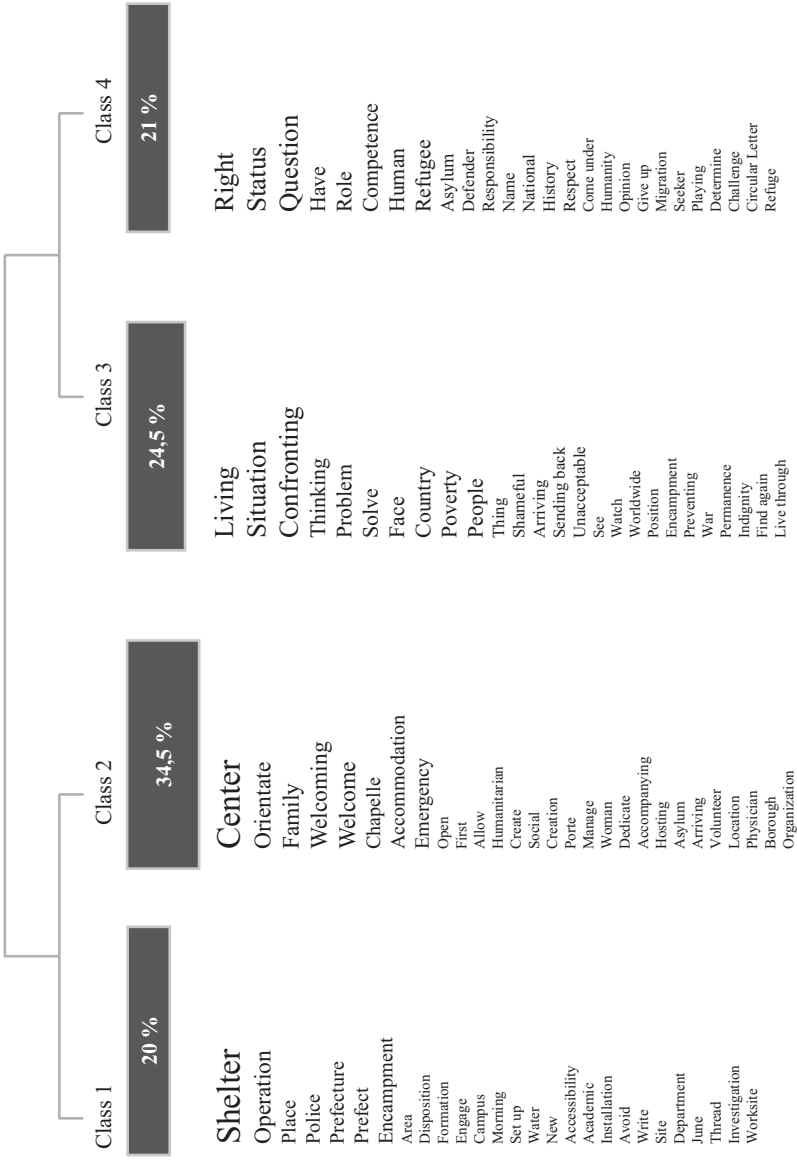 Class 1
20 %
Shelter
Operation
Place
Police
Prefecture
Prefect
Encampment
Area
Disposition
Formation
Engage
Campus
Morning
Set up
Water
New
Accessibility
Academic
Installation
Avoid
Write
Site
Department
June
Thread
Investigation
Worksite
Class 2
34,5 %
Center
Orientate
Family
Welcoming
Welcome
Chapelle
Accommodation
Emergency
Open
First
Allow
Humanitarian
Create
Social
Creation
Porte
Manage
Woman
Dedicate
Accompanying
Hosting
Asylum
Arriving
Volunteer
Location
Physician
Borough
Organization
Class 3
24,5 %
Living
Situation
Confronting
Thinking
Problem
Solve
Face
Country
Poverty
People
Thing
Shameful
Arriving
Sending back
Unacceptable
See
Watch
Worldwide
Position
Encampment
Preventing
War
Permanence
Indignity
Find again
Live through
Class 4
21 %
Right
Status
Question
Have
Role
Competence
Human
Refugee
Asylum
Defender
Responsibility
Name
National
History
Respect
Come under
Humanity
Opinion
Give up
Migration
Seeker
Playing
Determine
Challenge
Circular Letter
Refuge